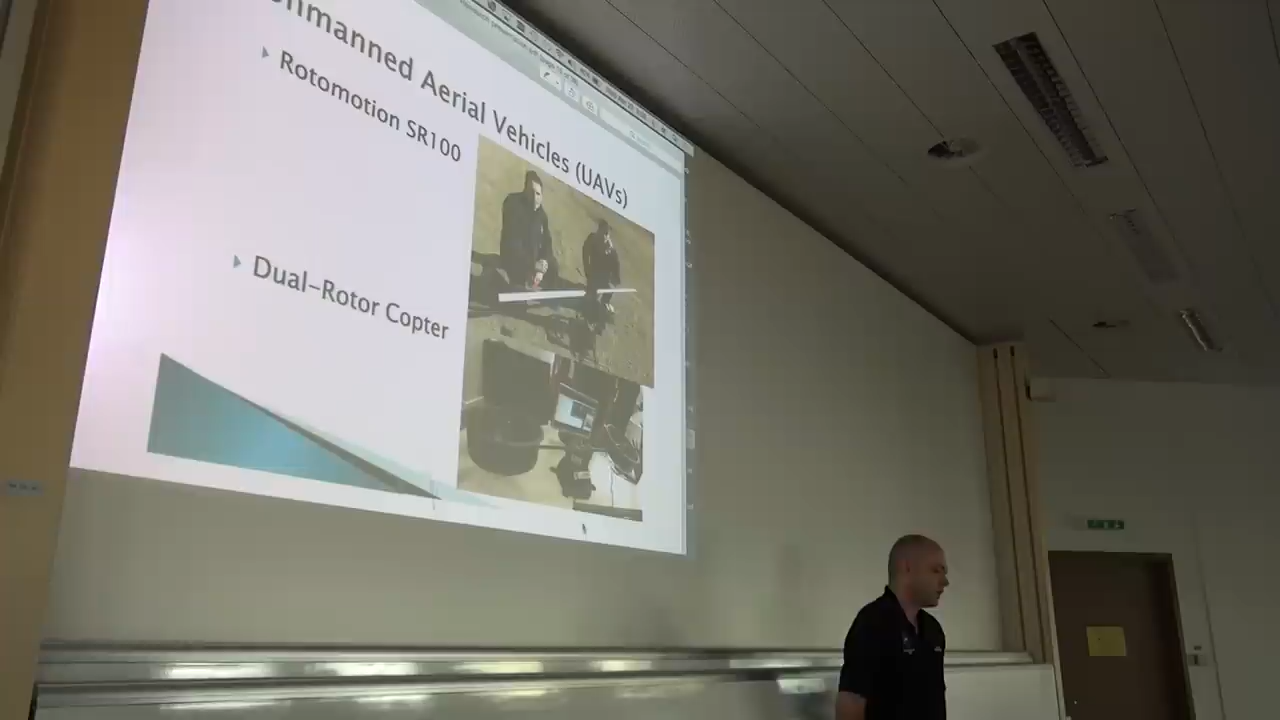 nmanned Aerial Vehicles (UAVs)
Rotomotion SR100
Dual-Rotor Copter